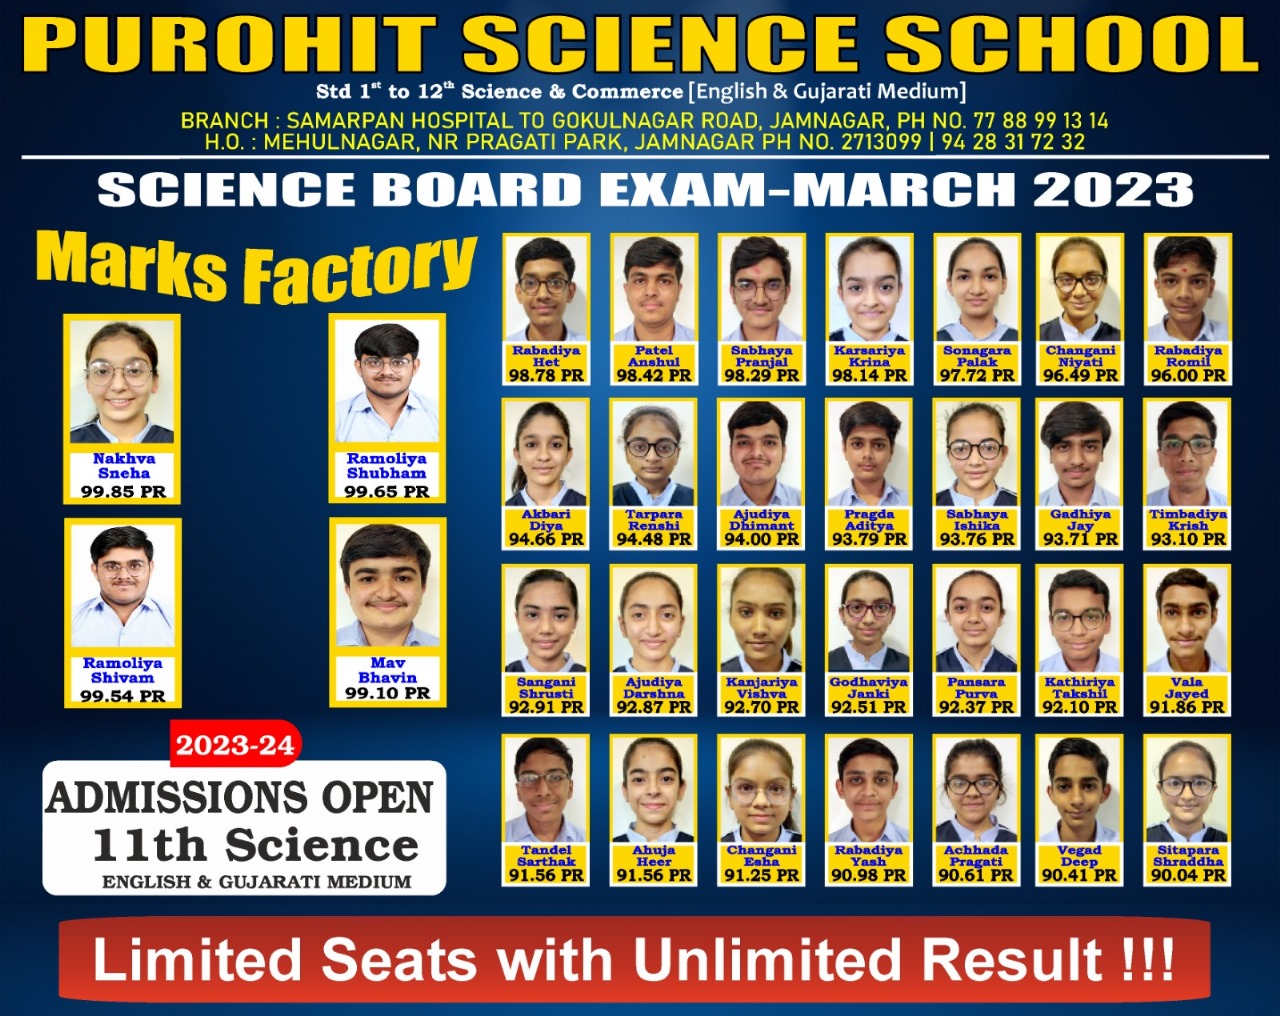 PUROHIT SCIENCE SCHOOL
Std 1st to 12th Science & Commerce [English & Gujarati Medium]
BRANCH : SAMARPAN HOSPITAL TO GOKULNAGAR ROAD, JAMNAGAR, PH NO. 77 88 99 13 14
H.O. : MEHULNAGAR, NR PRAGATI PARK, JAMNAGAR PH NO. 2713099 | 94 28 31 72 32
SCIENCE BOARD EXAM-MARCH 2023
Marks Factory
Nakhva
Sneha
99.85 PR
Ramoliya
Shubham
99.65 PR
Ramoliya
Shivam
99.54 PR
Mav
Bhavin
99.10 PR
Rabadiya
Het
98.78 PR
Patel
Anshul
98.42 PR
Sabhaya
Pranjal
98.29 PR
Karsariya
Krina
98.14 PR
Sonagara
Palak
97.72 PR
Changani
Niyati
96.49 PR
Rabadiya
Romil
96.00 PR
Akbari
Diya
94.66 PR
Tarpara
Renshi
94.48 PR
Ajudiya
Dhimant
94.00 PR
Pragda
Aditya
93.79 PR
Sabhaya
Ishika
93.76 PR
Gadhiya
Jay
93.71 PR
Timbadiya
Krish
93.10 PR
Sangani
Shrusti
92.91 PR
Ajudiya
Darshna
92.87 PR
Kanjariya
Vishva
92.70 PR
Godhaviya
Janki
92.51 PR
Pansara
Purva
92.37 PR
Kathiriya
Takshil
92.10 PR
Vala
Jayed
91.86 PR
Tandel
Sarthak
91.56 PR
Ahuja
Heer
91.56 PR
Changani
Esha
91.25 PR
Rabadiya
Yash
90.98 PR
Achhada
Pragati
90.61 PR
Vegad
Deep
90.41 PR
Sitapara
Shraddha
90.04 PR
2023-24
ADMISSIONS OPEN
11th Science
ENGLISH & GUJARATI MEDIUM
Limited Seats with Unlimited Result !!!